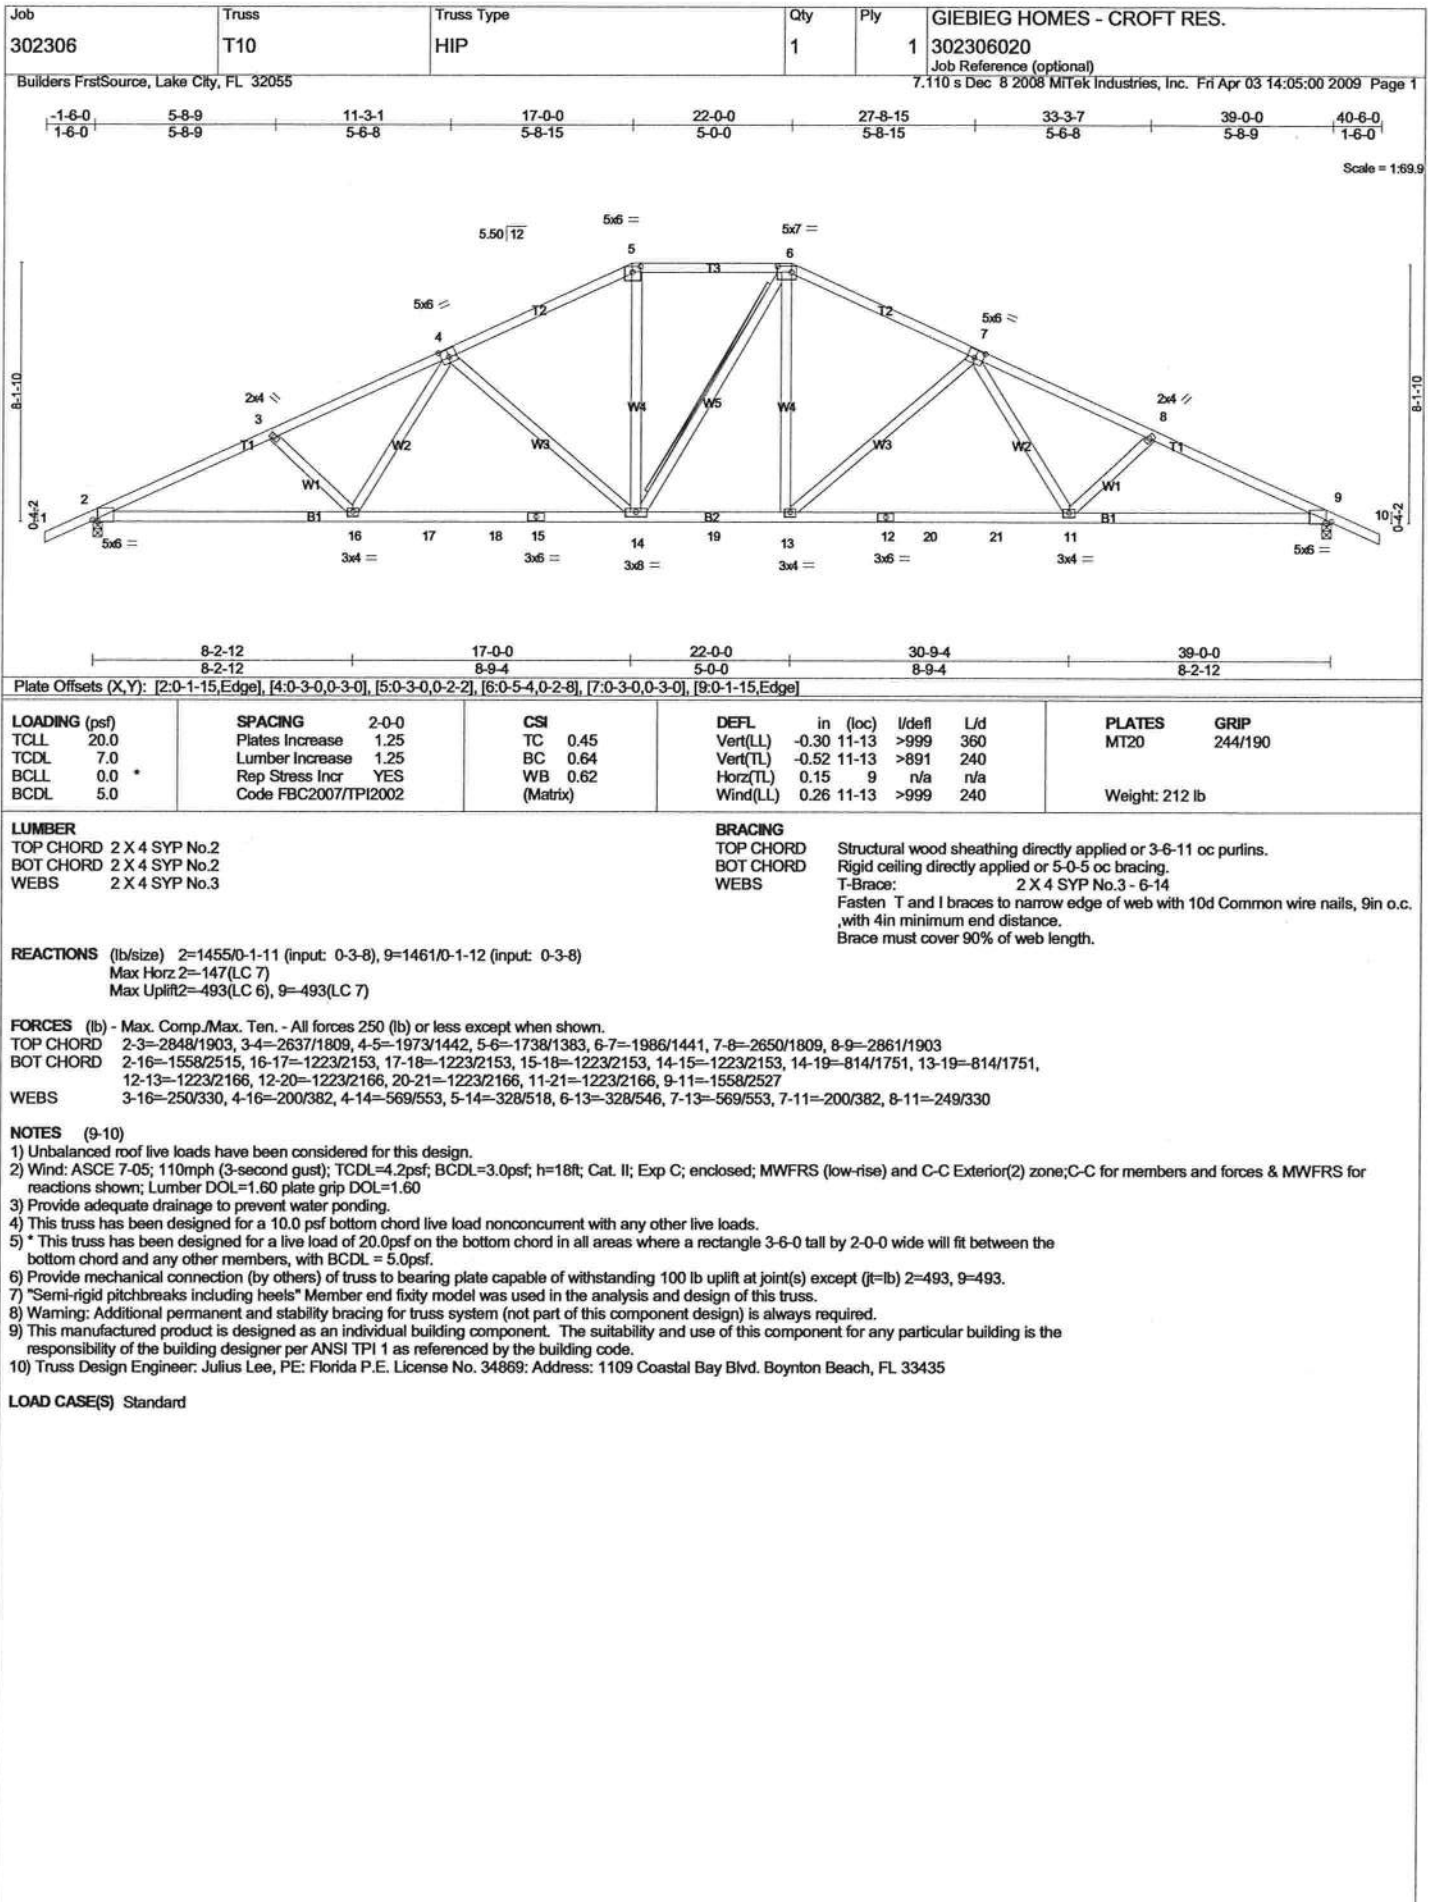 Job Truss Truss Type Qty Ply GIEBIEG HOMES - CROFT RES.
302306 T10 HIP 1 1 302306020
Job Reference (optional)
Builders FrstSource, Lake City, FL 32055 7.110 s Dec 8 2008 MiTek Industries, Inc. Fri Apr 03 14:05:00 2009 Page 1
-1-6-0 5-8-9 11-3-1 17-0-0 22-0-0 27-8-15 33-3-7 39-0-0 40-6-0
1-6-0 5-8-9 5-6-8 5-8-15 5-0-0 5-8-15 5-6-8 5-8-9 1-6-0
Scale = 1:69.9
5x6 = 5x7 =
5.50 12
5 6
T3
5x6 T2 T2 5x6
4 7
8-1-10 8-1-10
2x4 W4 W5 W4 2x4
3 8
T1 W2 W3 W3 W2 T1
W1 W1
2 9
0-4-2 1 B1 B2 B1 10 0-4-2
5x6 = 16 17 18 15 14 19 13 12 20 21 11 5x6 =
3x4 = 3x6 = 3x8 = 3x4 = 3x6 = 3x4 =
8-2-12 17-0-0 22-0-0 30-9-4 39-0-0
8-2-12 8-9-4 5-0-0 8-9-4 8-2-12
Plate Offsets (X,Y): [2:0-1-15,Edge], [4:0-3-0,0-3-0], [5:0-3-0,0-2-2], [6:0-5-4,0-2-8], [7:0-3-0,0-3-0], [9:0-1-15,Edge]
LOADING (psf) SPACING 2-0-0 CSI DEFL in (loc) l/defl L/d PLATES GRIP
TCLL 20.0 Plates Increase 1.25 TC 0.45 Vert(LL) -0.30 11-13 >999 360 MT20 244/190
TCDL 7.0 Lumber Increase 1.25 BC 0.64 Vert(TL) -0.52 11-13 >891 240
BCLL 0.0 * Rep Stress Incr YES WB 0.62 Horz(TL) 0.15 9 n/a n/a
BCDL 5.0 Code FBC2007/TPI2002 (Matrix) Wind(LL) 0.26 11-13 >999 240 Weight: 212 lb
LUMBER BRACING
TOP CHORD 2 X 4 SYP No.2 TOP CHORD Structural wood sheathing directly applied or 3-6-11 oc purlins.
BOT CHORD 2 X 4 SYP No.2 BOT CHORD Rigid ceiling directly applied or 5-0-5 oc bracing.
WEBS 2 X 4 SYP No.3 WEBS T-Brace: 2 X 4 SYP No.3 - 6-14
Fasten T and I braces to narrow edge of web with 10d Common wire nails, 9in o.c.
,with 4in minimum end distance.
Brace must cover 90% of web length.
REACTIONS (lb/size) 2=1455/0-1-11 (input: 0-3-8), 9=1461/0-1-12 (input: 0-3-8)
Max Horz 2=-147(LC 7)
Max Uplift2=-493(LC 6), 9=-493(LC 7)
FORCES (lb) - Max. Comp./Max. Ten. - All forces 250 (lb) or less except when shown.
TOP CHORD 2-3=-2848/1903, 3-4=-2637/1809, 4-5=-1973/1442, 5-6=-1738/1383, 6-7=-1986/1441, 7-8=-2650/1809, 8-9=-2861/1903
BOT CHORD 2-16=-1558/2515, 16-17=-1223/2153, 17-18=-1223/2153, 15-18=-1223/2153, 14-15=-1223/2153, 14-19=-814/1751, 13-19=-814/1751,
12-13=-1223/2166, 12-20=-1223/2166, 20-21=-1223/2166, 11-21=-1223/2166, 9-11=-1558/2527
WEBS 3-16=-250/330, 4-16=-200/382, 4-14=-569/553, 5-14=-328/518, 6-13=-328/546, 7-13=-569/553, 7-11=-200/382, 8-11=-249/330
NOTES (9-10)
1) Unbalanced roof live loads have been considered for this design.
2) Wind: ASCE 7-05; 110mph (3-second gust); TCDL=4.2psf; BCDL=3.0psf; h=18ft; Cat. II; Exp C; enclosed; MWFRS (low-rise) and C-C Exterior(2) zone;C-C for members and forces & MWFRS for
reactions shown; Lumber DOL=1.60 plate grip DOL=1.60
3) Provide adequate drainage to prevent water ponding.
4) This truss has been designed for a 10.0 psf bottom chord live load nonconcurrent with any other live loads.
5) * This truss has been designed for a live load of 20.0psf on the bottom chord in all areas where a rectangle 3-6-0 tall by 2-0-0 wide will fit between the
bottom chord and any other members, with BCDL = 5.0psf.
6) Provide mechanical connection (by others) of truss to bearing plate capable of withstanding 100 lb uplift at joint(s) except (jt=lb) 2=493, 9=493.
7) "Semi-rigid pitchbreaks including heels" Member end fixity model was used in the analysis and design of this truss.
8) Warning: Additional permanent and stability bracing for truss system (not part of this component design) is always required.
9) This manufactured product is designed as an individual building component. The suitability and use of this component for any particular building is the
responsibility of the building designer per ANSI TPI 1 as referenced by the building code.
10) Truss Design Engineer: Julius Lee, PE: Florida P.E. License No. 34869: Address: 1109 Coastal Bay Blvd. Boynton Beach, FL 33435
LOAD CASE(S) Standard